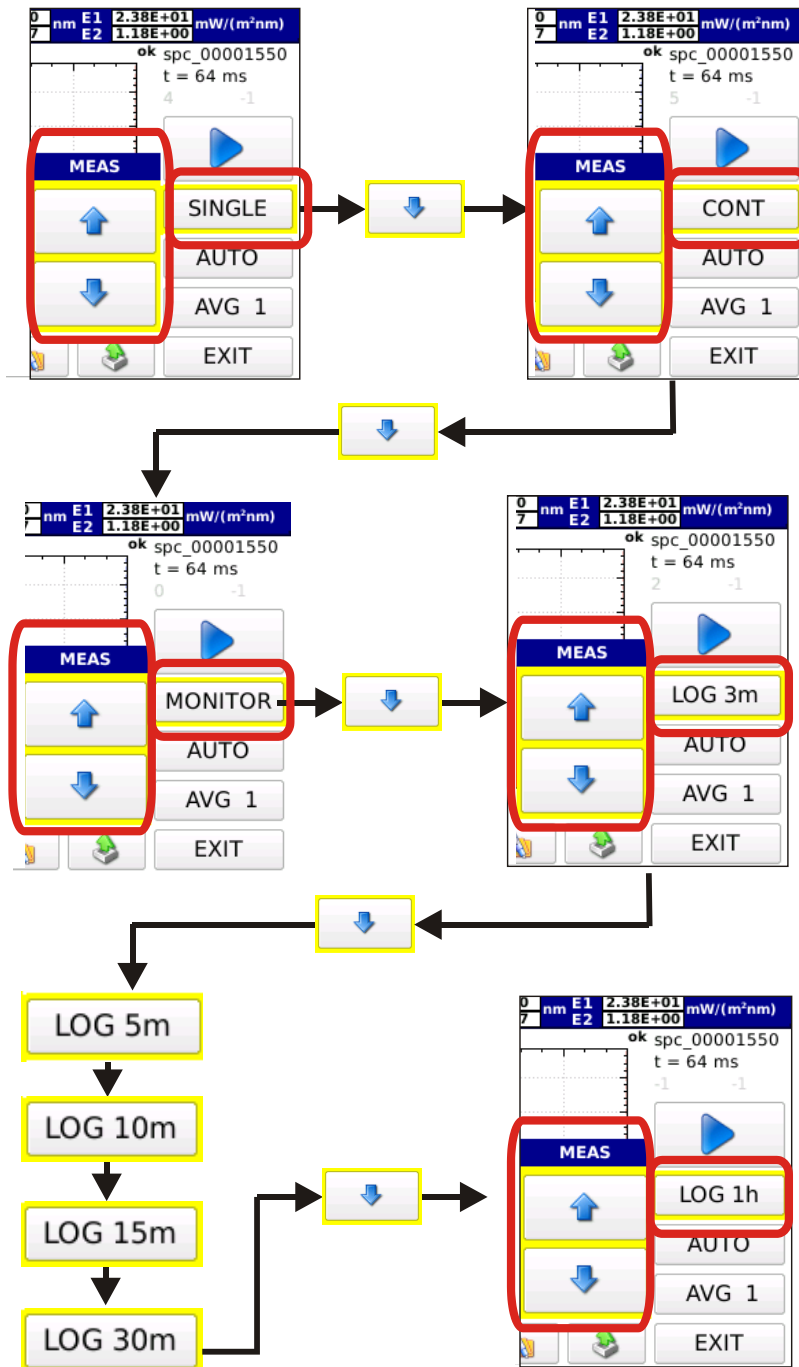 0 nm E1 2.38E+01 mW/(m²nm)
7 E2 1.18E+00
ok spc_00001550
t = 64 ms
4 -1
MEAS
SINGLE
AUTO
AVG 1
EXIT
0 nm E1 2.38E+01 mW/(m²nm)
7 E2 1.18E+00
ok spc_00001550
t = 64 ms
5 -1
MEAS
CONT
AUTO
AVG 1
EXIT
nm E1 2.38E+01 mW/(m²nm)
E2 1.18E+00
ok spc_00001550
t = 64 ms
0 -1
MEAS
MONITOR
AUTO
AVG 1
EXIT
0 nm E1 2.38E+01 mW/(m²nm)
7 E2 1.18E+00
ok spc_00001550
t = 64 ms
2 -1
MEAS
LOG 3m
AUTO
AVG 1
EXIT
LOG 5m
LOG 10m
LOG 15m
LOG 30m
0 nm E1 2.38E+01 mW/(m²nm)
7 E2 1.18E+00
ok spc_00001550
t = 64 ms
-1 -1
MEAS
LOG 1h
AUTO
AVG 1
EXIT